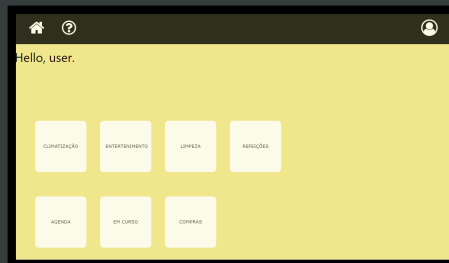 Hello, user.
CLIMATIZAÇÃO ENTERTENIMENTO LIMPEZA REFEIÇÕES
AGENDA EM CURSO COMPRAS